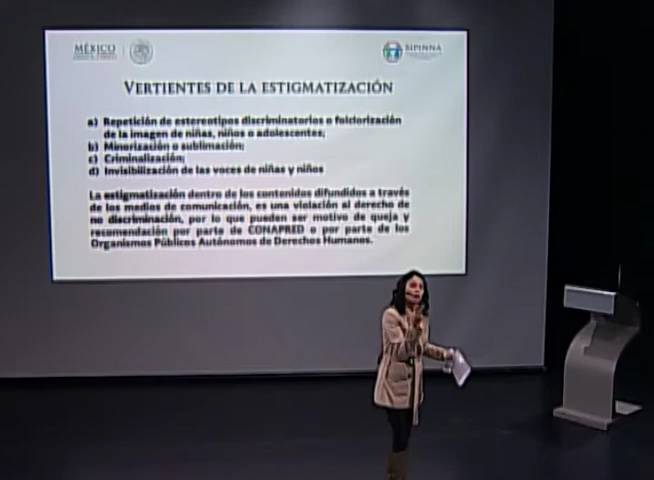 MÉXICO
SIPINNA
VERTIENTES DE LA ESTIGMATIZACIÓN
a) Repetición de estereotipos discriminatorios o folclorización
de la imagen de niñas, niños o adolescentes;
b) Minorización o sublimación;
c) Criminalización;
d) Invisibilización de las voces de niñas y niños
La estigmatización dentro de los contenidos difundidos a través
de los medios de comunicación, es una violación al derecho de
no discriminación, por lo que pueden ser motivo de queja y
recomendación por parte de CONAPRED o por parte de los
Organismos Públicos Autónomos de Derechos Humanos.